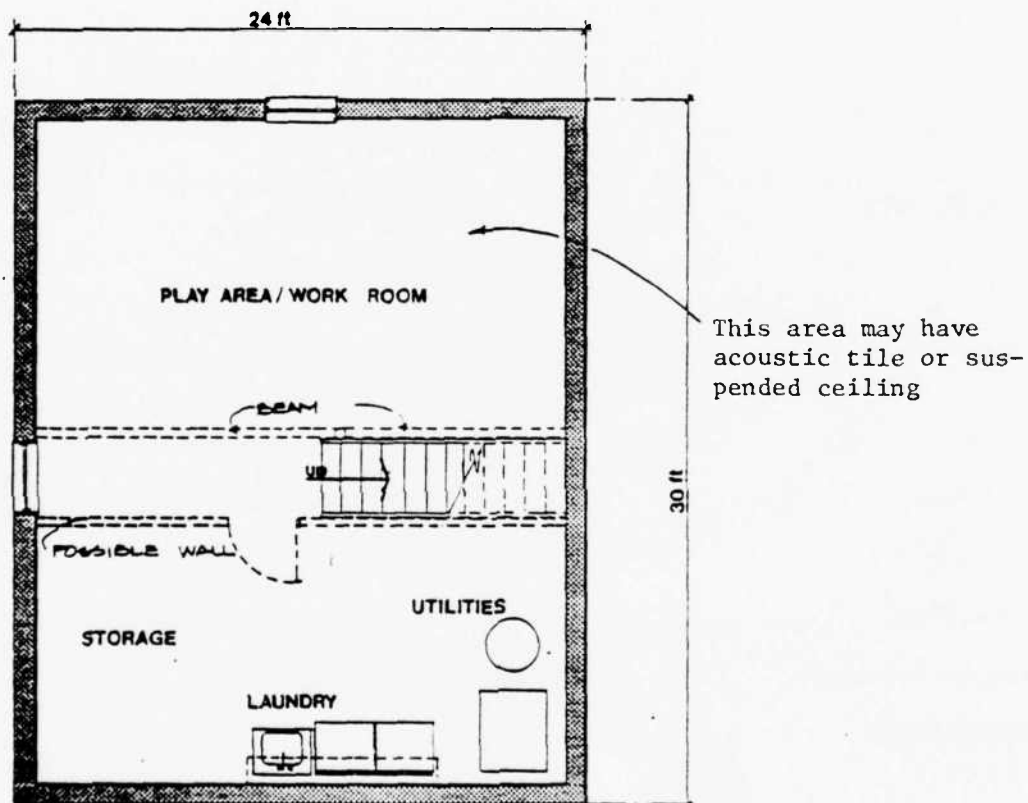 24 ft
PLAY AREA/WORK ROOM
This area may have
acoustic tile or sus-
pended ceiling
BEAM
UP
30 ft
POSSIBLE WALL
UTILITIES
STORAGE
LAUNDRY